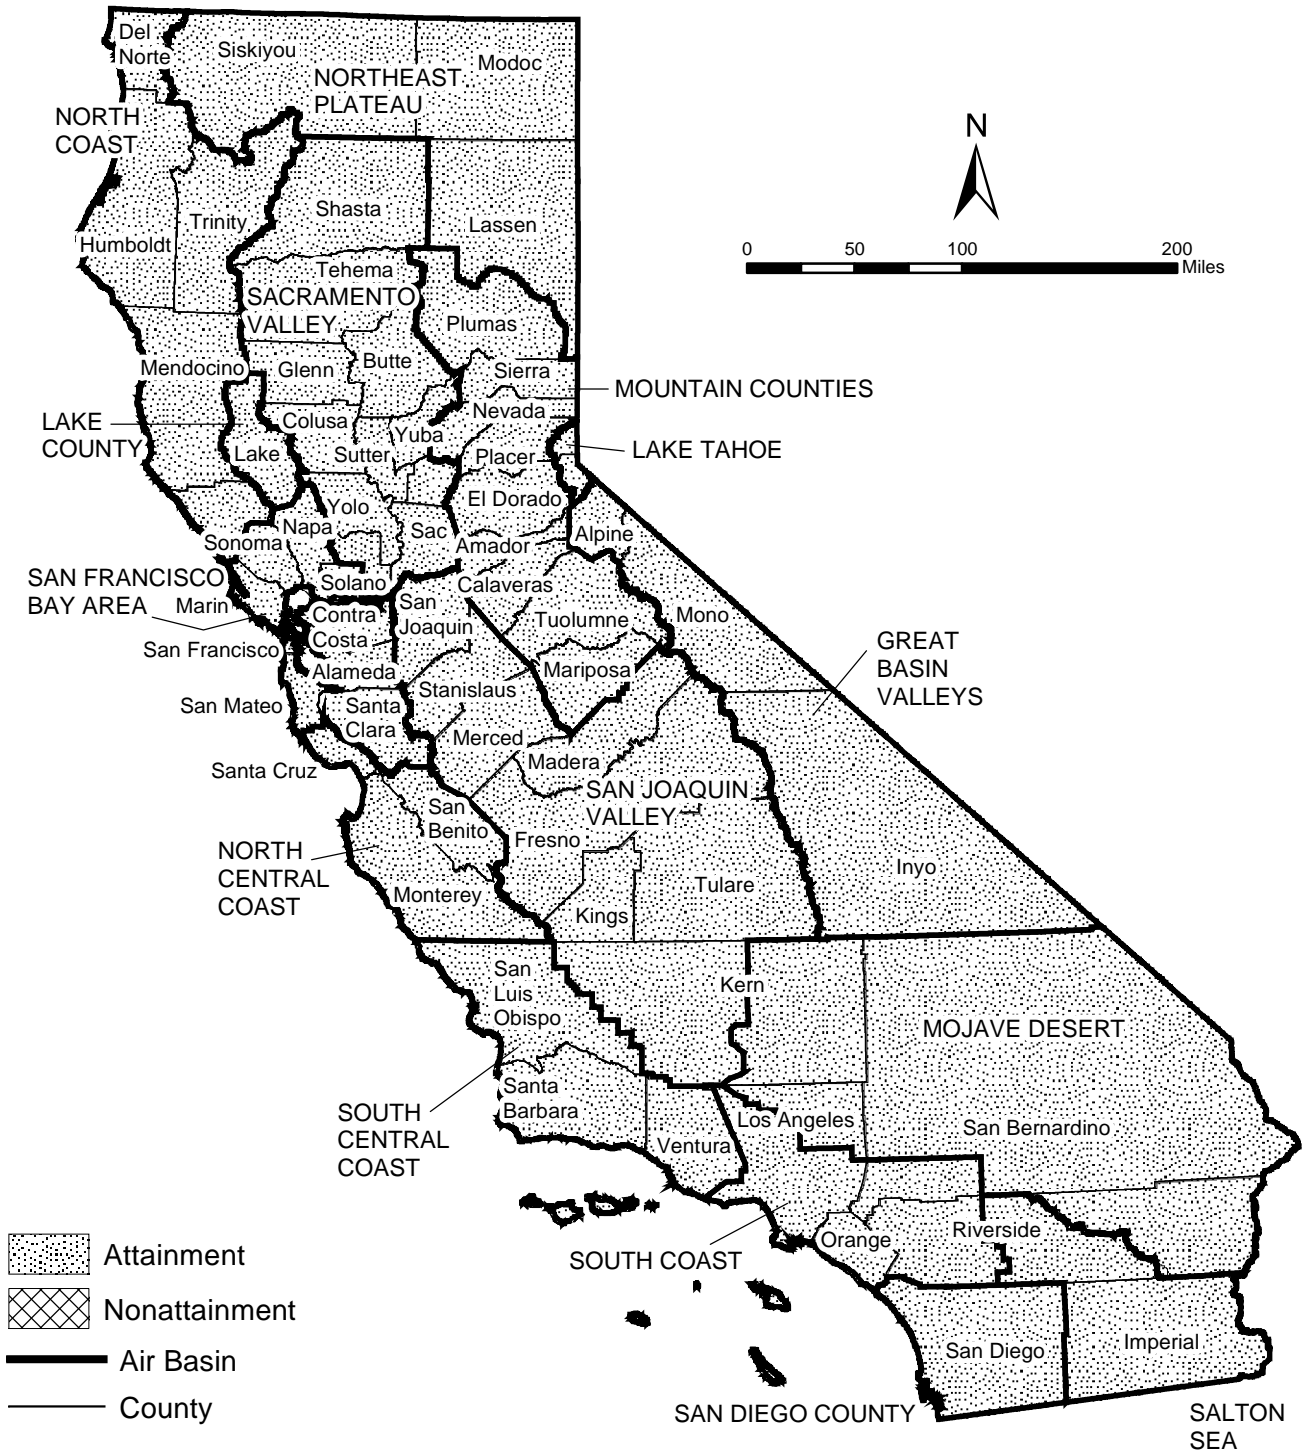 Del
Norte
Siskiyou
Modoc
NORTHEAST
PLATEAU
NORTH
COAST
N
Shasta
Trinity
Lassen
Humboldt
0 50 100 200
Miles
Tehema
SACRAMENTO
VALLEY
Plumas
Mendocino
Glenn
Butte
Sierra
MOUNTAIN COUNTIES
Nevada
LAKE
COUNTY
Colusa
Yuba
Lake
Sutter
Placer
LAKE TAHOE
El Dorado
Yolo
Napa
Sac
Alpine
Sonoma
Amador
SAN FRANCISCO
BAY AREA
Solano
Calaveras
Marin
San
Joaquin
Contra
Costa
Tuolumne
Mono
San Francisco
GREAT
BASIN
VALLEYS
Alameda
Mariposa
Stanislaus
San Mateo
Santa
Clara
Merced
Santa Cruz
Madera
SAN JOAQUIN
VALLEY
San
Benito
Fresno
NORTH
CENTRAL
COAST
Inyo
Monterey
Tulare
Kings
San
Luis
Obispo
Kern
MOJAVE DESERT
Santa
Barbara
SOUTH
CENTRAL
COAST
Los Angeles
San Bernardino
Ventura
Riverside
Orange
SOUTH COAST
Attainment
Nonattainment
Air Basin
County
San Diego
Imperial
SAN DIEGO COUNTY
SALTON
SEA